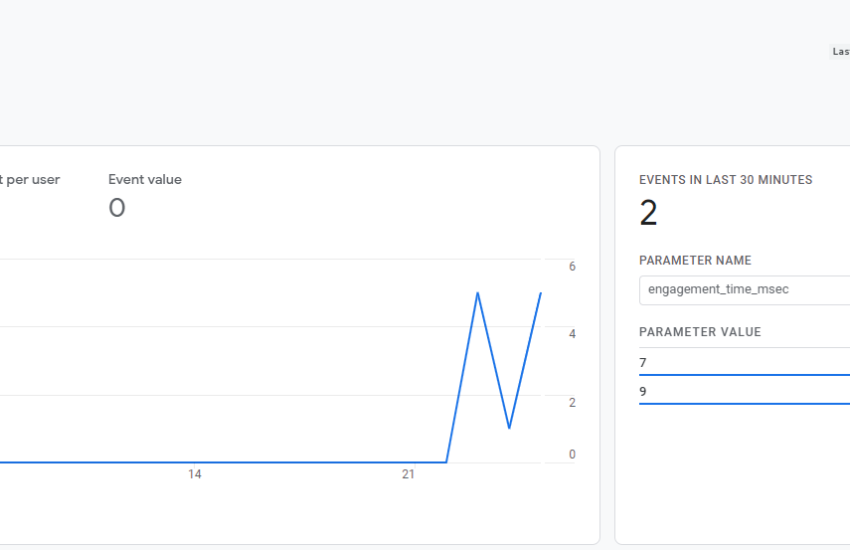 Las
t per user
Event value
0
6
4
2
0
14
21
EVENTS IN LAST 30 MINUTES
2
PARAMETER NAME
engagement_time_msec
PARAMETER VALUE
7
9